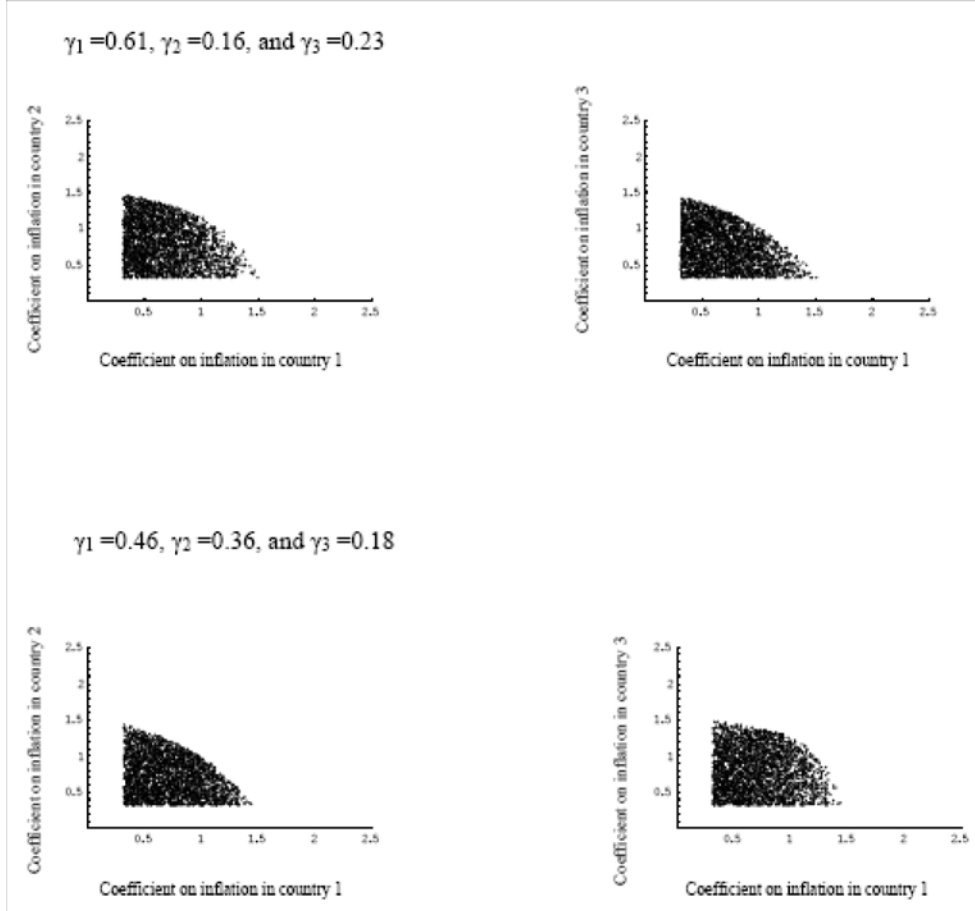 γ1 =0.61, γ2 =0.16, and γ3 =0.23
Coefficient on inflation in country 2
2.5
2
1.5
1
0.5
0.5 1 1.5 2 2.5
Coefficient on inflation in country 1
Coefficient on inflation in country 3
2.5
2
1.5
1
0.5
0.5 1 1.5 2 2.5
Coefficient on inflation in country 1
γ1 =0.46, γ2 =0.36, and γ3 =0.18
Coefficient on inflation in country 2
2.5
2
1.5
1
0.5
0.5 1 1.5 2 2.5
Coefficient on inflation in country 1
Coefficient on inflation in country 3
2.5
2
1.5
1
0.5
0.5 1 1.5 2 2.5
Coefficient on inflation in country 1